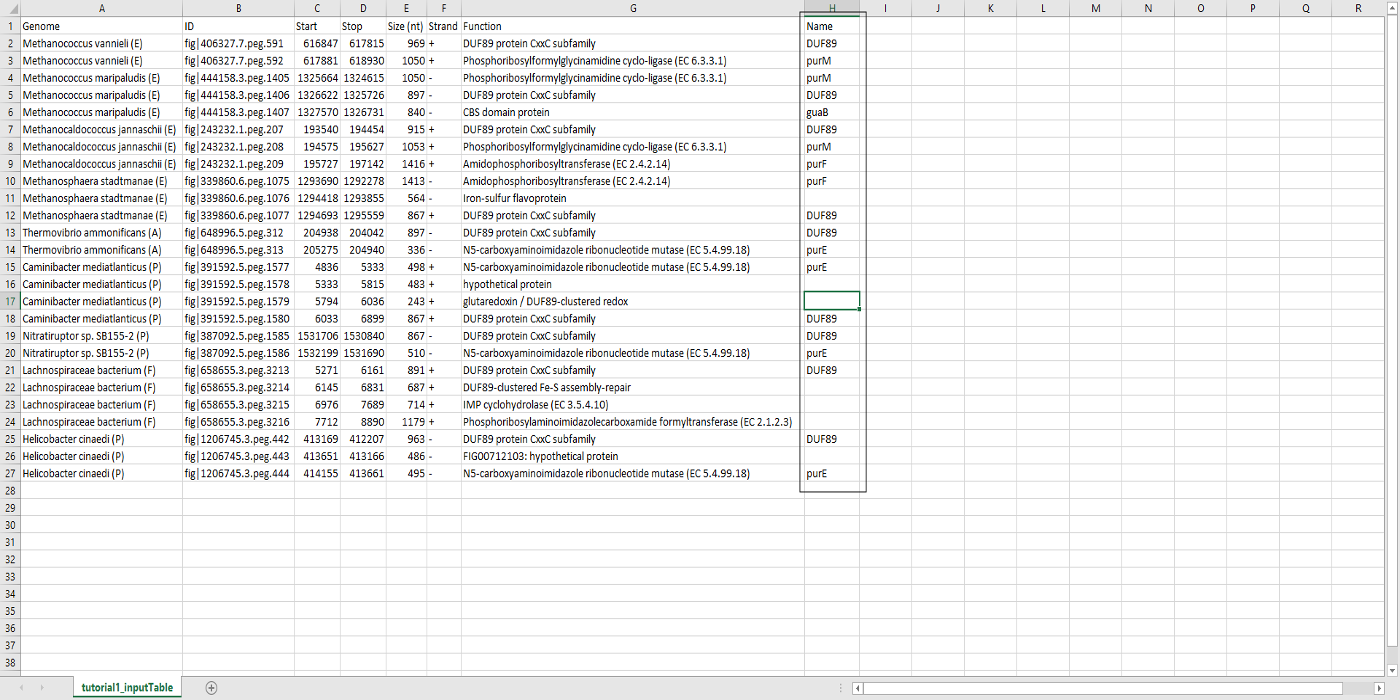 A B C D E F G H I J K L M N O P Q R
1 Genome ID Start Stop Size (nt) Strand Function Name
2 Methanococcus vannieli (E) fig|406327.7.peg.591 616847 617815 969 + DUF89 protein CxxC subfamily DUF89
3 Methanococcus vannieli (E) fig|406327.7.peg.592 617881 618930 1050 + Phosphoribosylformylglycinamidine cyclo-ligase (EC 6.3.3.1) purM
4 Methanococcus maripaludis (E) fig|444158.3.peg.1405 1325664 1324615 1050 - Phosphoribosylformylglycinamidine cyclo-ligase (EC 6.3.3.1) purM
5 Methanococcus maripaludis (E) fig|444158.3.peg.1406 1326622 1325726 897 - DUF89 protein CxxC subfamily DUF89
6 Methanococcus maripaludis (E) fig|444158.3.peg.1407 1327570 1326731 840 - CBS domain protein guaB
7 Methanocaldococcus jannaschii (E) fig|243232.1.peg.207 193540 194454 915 + DUF89 protein CxxC subfamily DUF89
8 Methanocaldococcus jannaschii (E) fig|243232.1.peg.208 194575 195627 1053 + Phosphoribosylformylglycinamidine cyclo-ligase (EC 6.3.3.1) purM
9 Methanocaldococcus jannaschii (E) fig|243232.1.peg.209 195727 197142 1416 + Amidophosphoribosyltransferase (EC 2.4.2.14) purF
10 Methanosphaera stadtmanae (E) fig|339860.6.peg.1075 1293690 1292278 1413 - Amidophosphoribosyltransferase (EC 2.4.2.14) purF
11 Methanosphaera stadtmanae (E) fig|339860.6.peg.1076 1294418 1293855 564 - Iron-sulfur flavoprotein
12 Methanosphaera stadtmanae (E) fig|339860.6.peg.1077 1294693 1295559 867 + DUF89 protein CxxC subfamily DUF89
13 Thermovibrio ammonificans (A) fig|648996.5.peg.312 204938 204042 897 - DUF89 protein CxxC subfamily DUF89
14 Thermovibrio ammonificans (A) fig|648996.5.peg.313 205275 204940 336 - N5-carboxyaminoimidazole ribonucleotide mutase (EC 5.4.99.18) purE
15 Caminibacter mediatlanticus (P) fig|391592.5.peg.1577 4836 5333 498 + N5-carboxyaminoimidazole ribonucleotide mutase (EC 5.4.99.18) purE
16 Caminibacter mediatlanticus (P) fig|391592.5.peg.1578 5333 5815 483 + hypothetical protein
17 Caminibacter mediatlanticus (P) fig|391592.5.peg.1579 5794 6036 243 + glutaredoxin / DUF89-clustered redox
18 Caminibacter mediatlanticus (P) fig|391592.5.peg.1580 6033 6899 867 + DUF89 protein CxxC subfamily DUF89
19 Nitratiruptor sp. SB155-2 (P) fig|387092.5.peg.1585 1531706 1530840 867 - DUF89 protein CxxC subfamily DUF89
20 Nitratiruptor sp. SB155-2 (P) fig|387092.5.peg.1586 1532199 1531690 510 - N5-carboxyaminoimidazole ribonucleotide mutase (EC 5.4.99.18) purE
21 Lachnospiraceae bacterium (F) fig|658655.3.peg.3213 5271 6161 891 + DUF89 protein CxxC subfamily DUF89
22 Lachnospiraceae bacterium (F) fig|658655.3.peg.3214 6145 6831 687 + DUF89-clustered Fe-S assembly-repair
23 Lachnospiraceae bacterium (F) fig|658655.3.peg.3215 6976 7689 714 + IMP cyclohydrolase (EC 3.5.4.10)
24 Lachnospiraceae bacterium (F) fig|658655.3.peg.3216 7712 8890 1179 + Phosphoribosylaminoimidazolecarboxamide formyltransferase (EC 2.1.2.3)
25 Helicobacter cinaedi (P) fig|1206745.3.peg.442 413169 412207 963 - DUF89 protein CxxC subfamily DUF89
26 Helicobacter cinaedi (P) fig|1206745.3.peg.443 413651 413166 486 - FIG00712103: hypothetical protein
27 Helicobacter cinaedi (P) fig|1206745.3.peg.444 414155 413661 495 - N5-carboxyaminoimidazole ribonucleotide mutase (EC 5.4.99.18) purE
28
29
30
31
32
33
34
35
36
37
38
tutorial1_inputTable